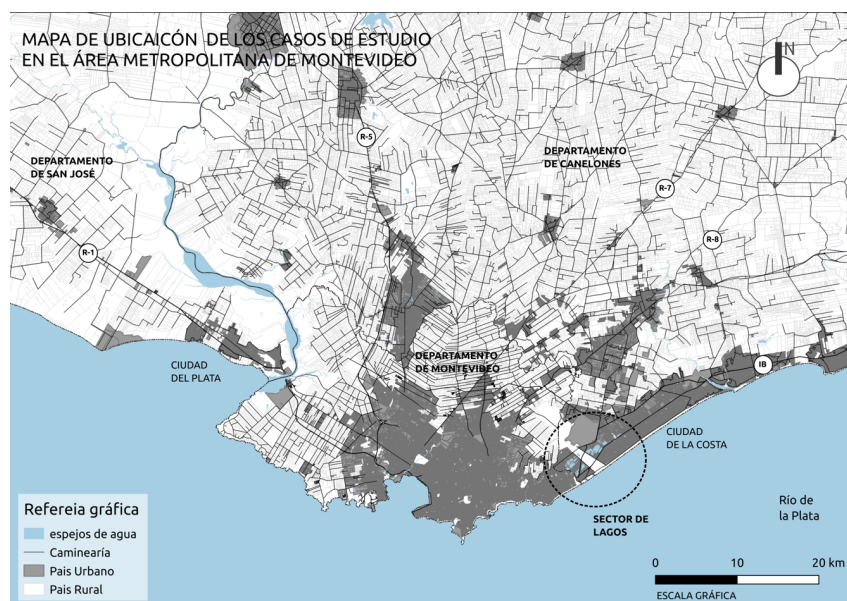 MAPA DE UBICAICÓN DE LOS CASOS DE ESTUDIO
EN EL ÁREA METROPOLITANA DE MONTEVIDEO
N
R-5
DEPARTAMENTO
DE SAN JOSÉ
DEPARTAMENTO
DE CANELONES
R-7
R-8
R-1
CIUDAD
DEL PLATA
DEPARTAMENTO
DE MONTEVIDEO
IB
CIUDAD
DE LA COSTA
SECTOR DE
LAGOS
Río de
la Plata
Refereia gráfica
espejos de agua
Caminearía
Pais Urbano
Pais Rural
0 10 20 km
ESCALA GRÁFICA